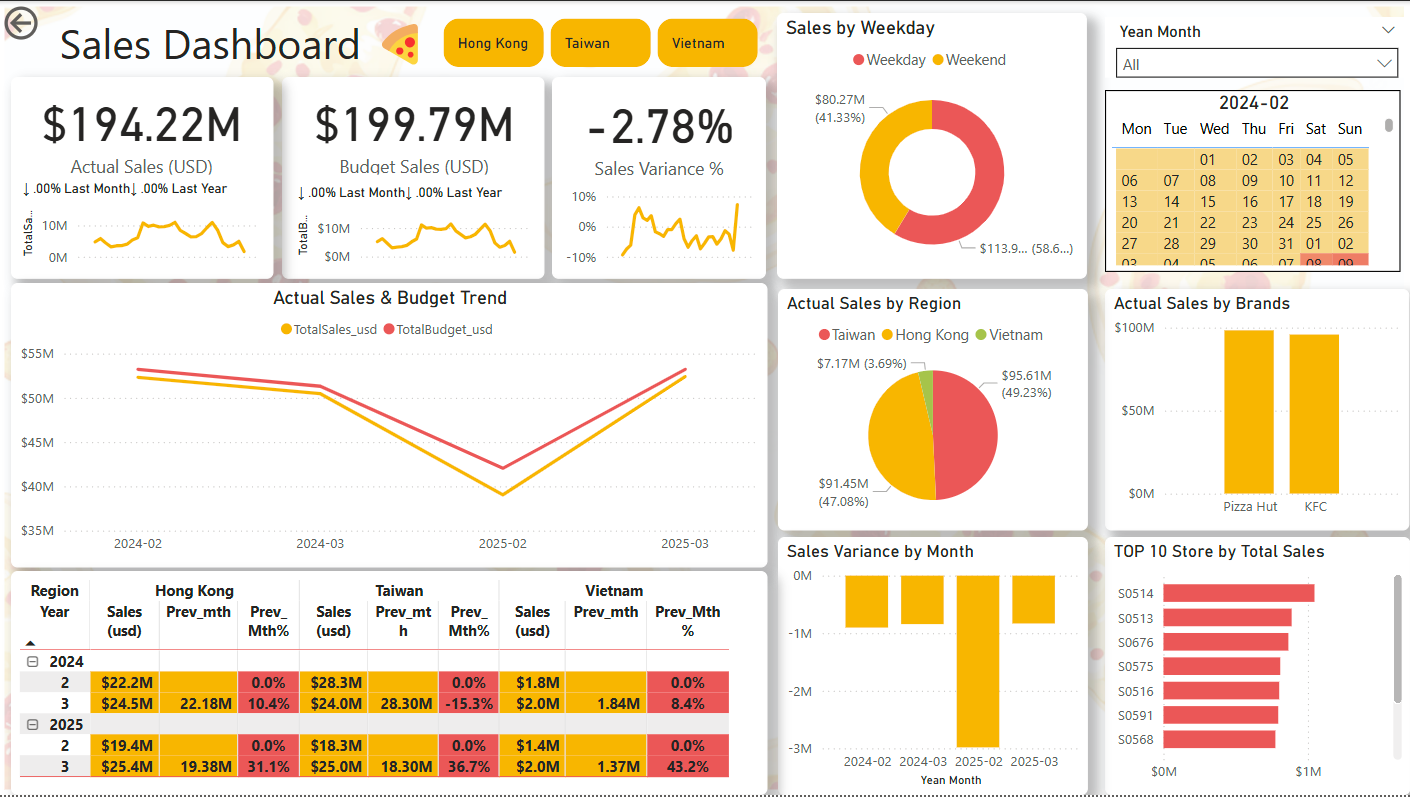 Sales Dashboard
Hong Kong
Taiwan
Vietnam
$194.22M
Actual Sales (USD)
↓ .00% Last Month↓ .00% Last Year
TotalSa...
10M
0M
$199.79M
Budget Sales (USD)
↓ .00% Last Month↓ .00% Last Year
TotalB...
$10M
$0M
-2.78%
Sales Variance %
10%
0%
-10%
Sales by Weekday
Weekday Weekend
$80.27M
(41.33%)
$113.9... (58.6...)
Yean Month
All
2024-02
Mon Tue Wed Thu Fri Sat Sun
01 02 03 04 05
06 07 08 09 10 11 12
13 14 15 16 17 18 19
20 21 22 23 24 25 26
27 28 29 30 31 01 02
03 04 05 06 07 08 09
Actual Sales & Budget Trend
TotalSales_usd TotalBudget_usd
$55M
$50M
$45M
$40M
$35M
2024-02 2024-03 2025-02 2025-03
Actual Sales by Region
Taiwan Hong Kong Vietnam
$7.17M (3.69%)
$95.61M
(49.23%)
$91.45M
(47.08%)
Actual Sales by Brands
$100M
$50M
$0M
Pizza Hut KFC
Region Hong Kong Taiwan Vietnam
Year Sales Prev_mth Prev_ Sales Prev_mt Prev_ Sales Prev_mth Prev_Mth
(usd) Mth% (usd) h Mth% (usd) %
2024
2 $22.2M 0.0% $28.3M 0.0% $1.8M 0.0%
3 $24.5M 22.18M 10.4% $24.0M 28.30M -15.3% $2.0M 1.84M 8.4%
2025
2 $19.4M 0.0% $18.3M 0.0% $1.4M 0.0%
3 $25.4M 19.38M 31.1% $25.0M 18.30M 36.7% $2.0M 1.37M 43.2%
Sales Variance by Month
0M
-1M
-2M
-3M
2024-02 2024-03 2025-02 2025-03
Yean Month
TOP 10 Store by Total Sales
S0514
S0513
S0676
S0575
S0516
S0591
S0568
$0M $1M